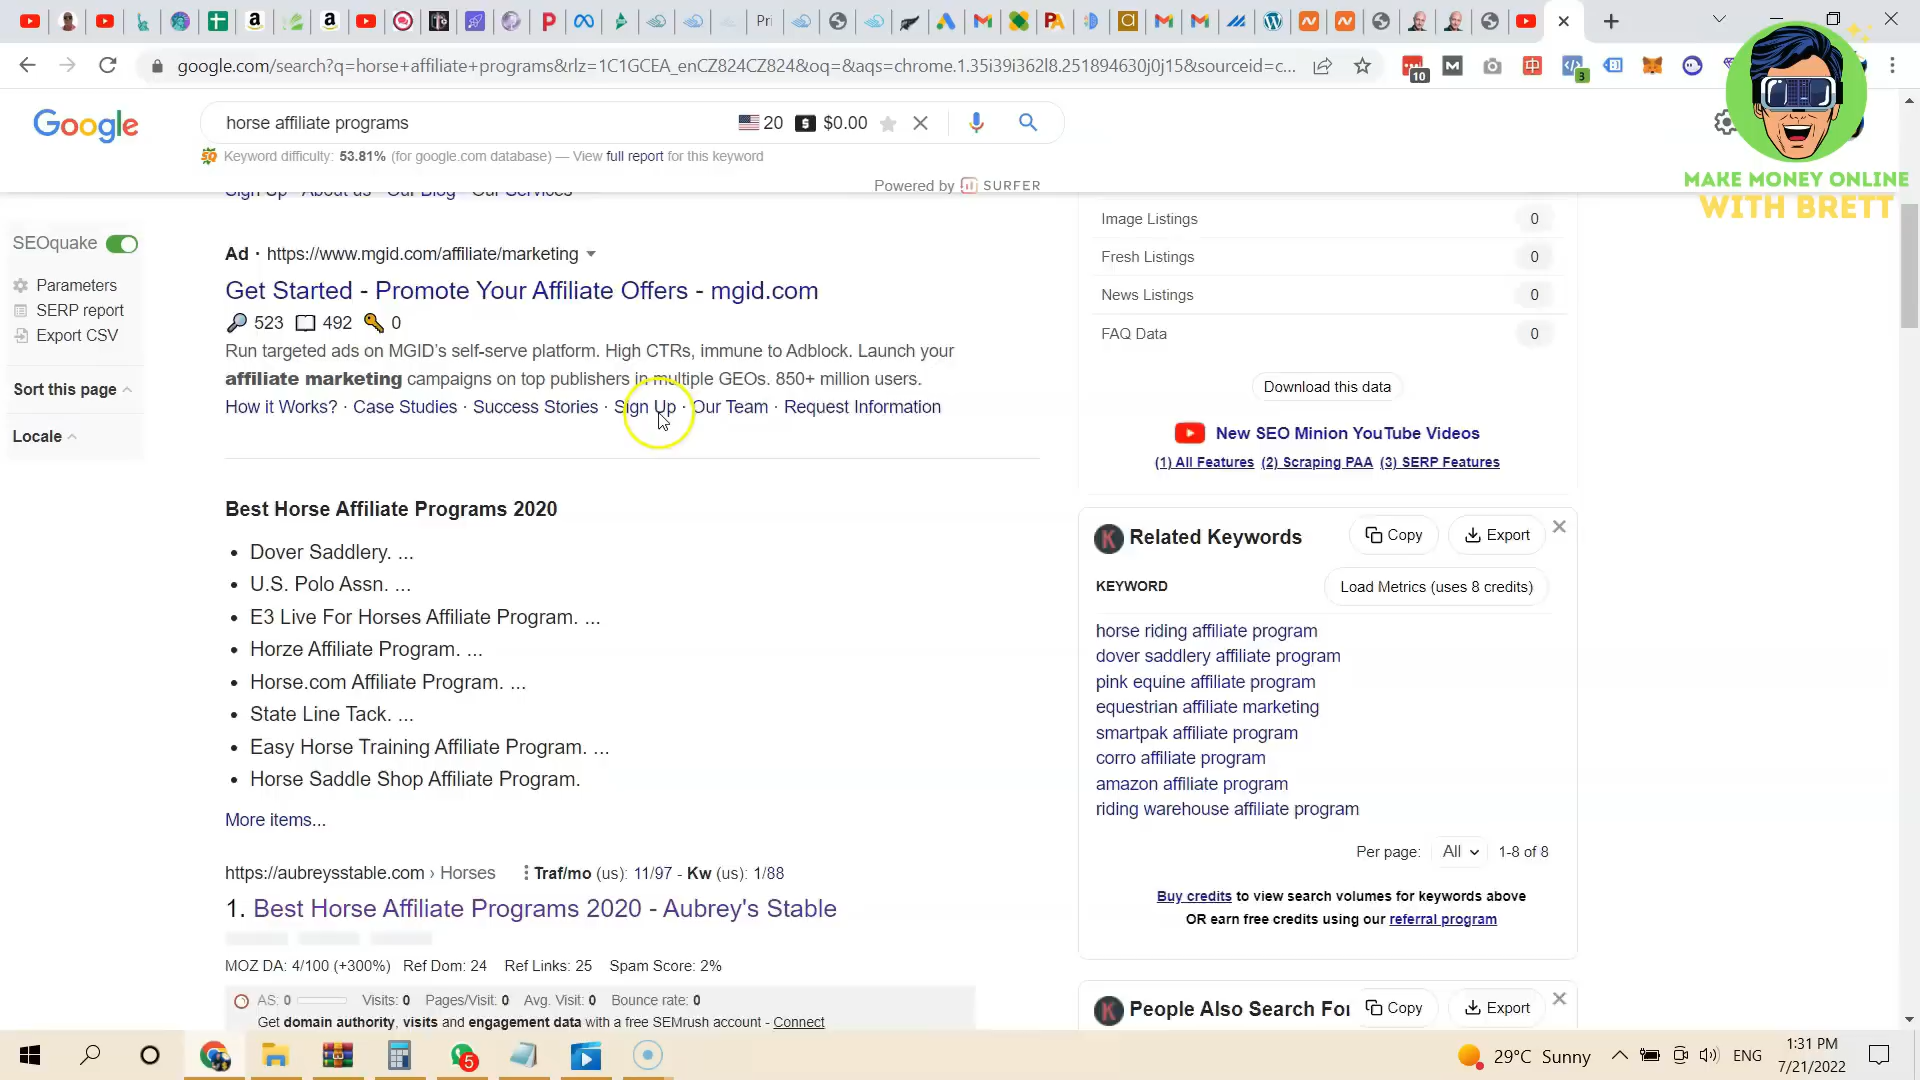 google.com/search?q=horse+affiliate+programs&rlz=1C1GCEA_enCZ824CZ824&oq=&aqs=chrome.1.35i39i362l8.251894630j0j15&sourceid=c...
10
3
Google
horse affiliate programs
20
$0.00
Keyword difficulty: 53.81% (for google.com database) — View full report for this keyword
Powered by SURFER
MAKE MONEY ONLINE
WITH BRETT
Sign Up · About us · Our Blog · Our Services
SEOquake
Parameters
SERP report
Export CSV
Sort this page
Locale
Ad · https://www.mgid.com/affiliate/marketing
Get Started - Promote Your Affiliate Offers - mgid.com
523 492 0
Run targeted ads on MGID's self-serve platform. High CTRs, immune to Adblock. Launch your
affiliate marketing campaigns on top publishers in multiple GEOs. 850+ million users.
How it Works? · Case Studies · Success Stories · Sign Up · Our Team · Request Information
Best Horse Affiliate Programs 2020
• Dover Saddlery. ...
• U.S. Polo Assn. ...
• E3 Live For Horses Affiliate Program. ...
• Horze Affiliate Program. ...
• Horse.com Affiliate Program. ...
• State Line Tack. ...
• Easy Horse Training Affiliate Program. ...
• Horse Saddle Shop Affiliate Program.
More items...
https://aubreysstable.com › Horses
Traf/mo (us): 11/97 - Kw (us): 1/88
1. Best Horse Affiliate Programs 2020 - Aubrey's Stable
MOZ DA: 4/100 (+300%) Ref Dom: 24 Ref Links: 25 Spam Score: 2%
AS: 0 Visits: 0 Pages/Visit: 0 Avg. Visit: 0 Bounce rate: 0
Get domain authority, visits and engagement data with a free SEMrush account - Connect
Image Listings 0
Fresh Listings 0
News Listings 0
FAQ Data 0
Download this data
New SEO Minion YouTube Videos
(1) All Features (2) Scraping PAA (3) SERP Features
Related Keywords
Copy
Export
KEYWORD
Load Metrics (uses 8 credits)
horse riding affiliate program
dover saddlery affiliate program
pink equine affiliate program
equestrian affiliate marketing
smartpak affiliate program
corro affiliate program
amazon affiliate program
riding warehouse affiliate program
Per page: All 1-8 of 8
Buy credits to view search volumes for keywords above
OR earn free credits using our referral program
People Also Search For
Copy
Export
5
29°C Sunny
ENG
1:31 PM
7/21/2022